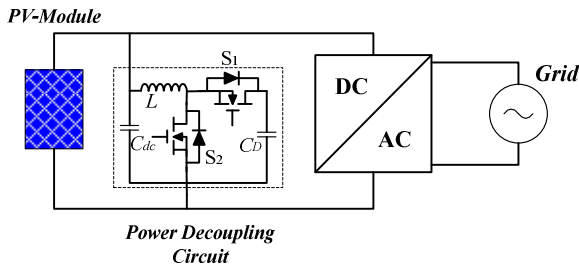 PV-Module
S1
L
Cdc
S2
CD
DC
AC
Grid
Power Decoupling
Circuit